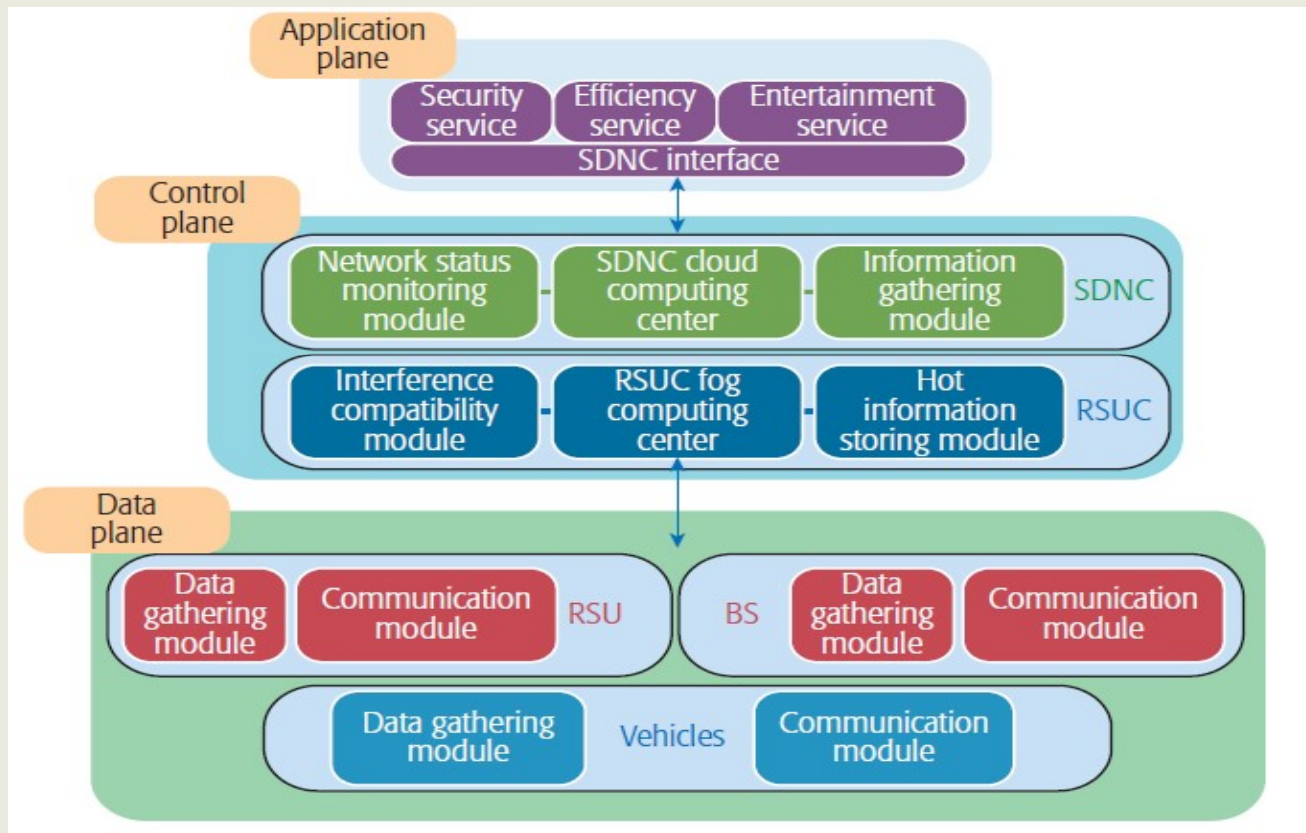 Application
plane
Security
service
Efficiency
service
Entertainment
service
SDNC interface
Control
plane
Network status
monitoring
module
SDNC cloud
computing
center
Information
gathering
module
SDNC
Interference
compatibility
module
RSUC fog
computing
center
Hot
information
storing module
RSUC
Data
plane
Data
gathering
module
Communication
module
RSU
BS
Data
gathering
module
Communication
module
Data gathering
module
Vehicles
Communication
module